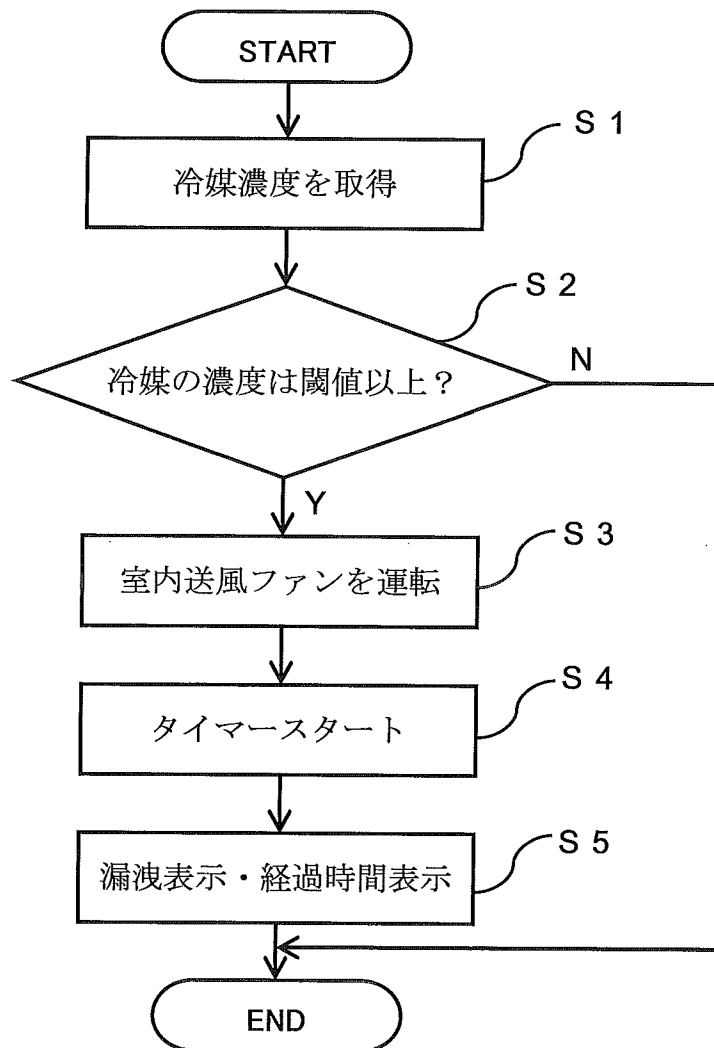 START
S 1
冷媒濃度を取得
S 2
冷媒の濃度は閾値以上？
N
Y
S 3
室内送風ファンを運転
S 4
タイマースタート
S 5
漏洩表示・経過時間表示
END